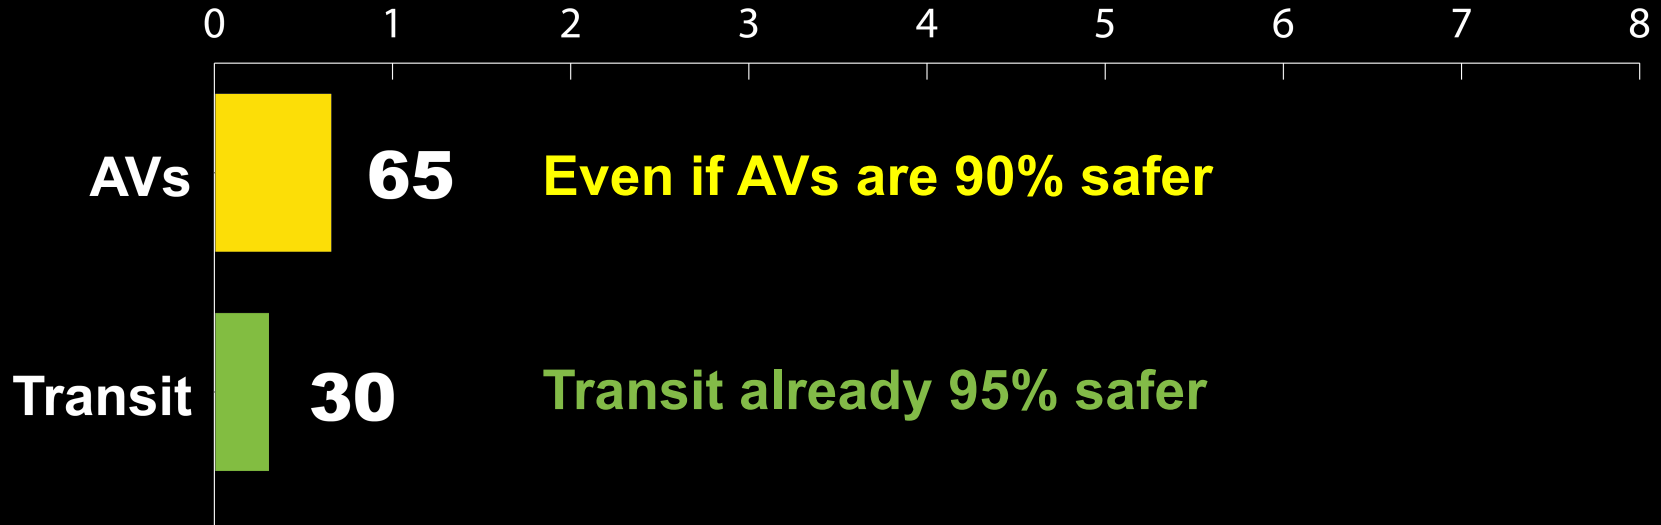 0 1 2 3 4 5 6 7 8
AVs 65 Even if AVs are 90% safer
Transit 30 Transit already 95% safer